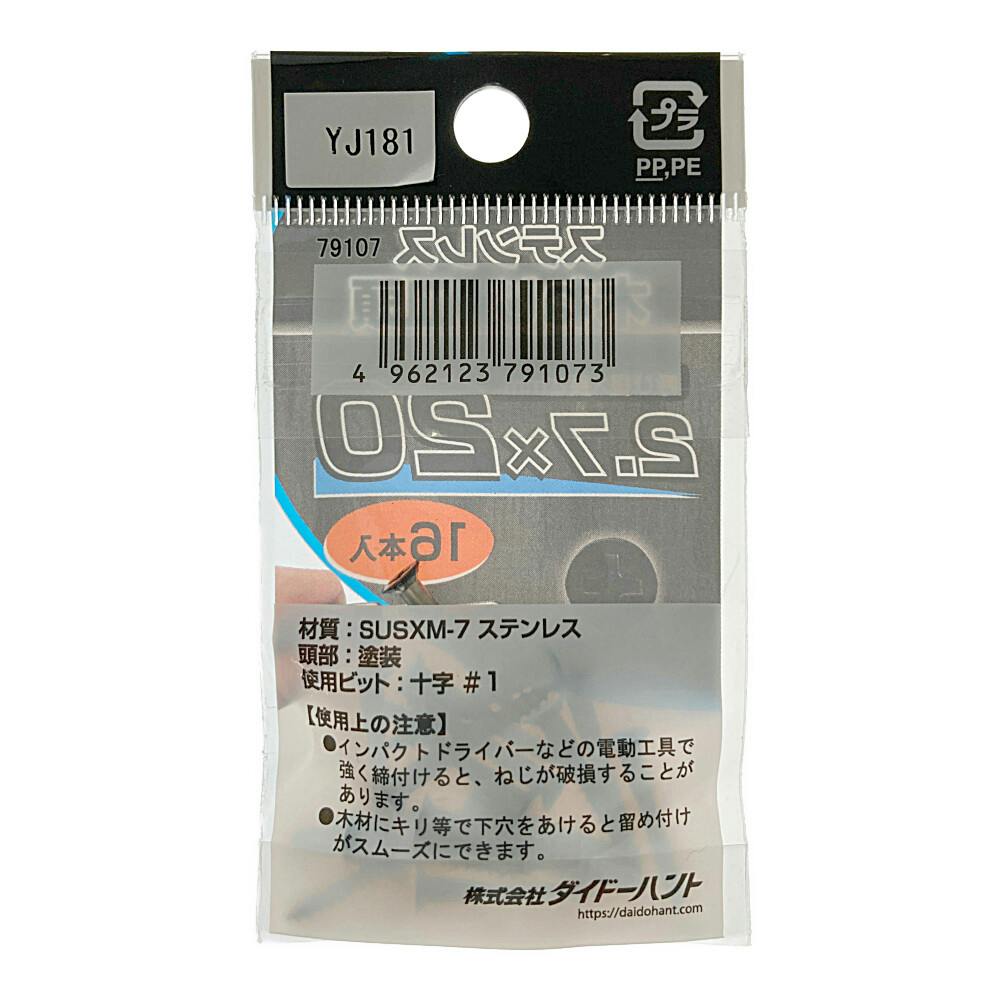 YJ181
プラ
PP,PE
79107
ステンレス
4 962123 791073
2.7×20
16本入
材質：SUSXM-7 ステンレス
頭部：塗装
使用ビット：十字 ＃1
【使用上の注意】
●インパクトドライバーなどの電動工具で
強く締付けると、ねじが破損することが
あります。
●木材にキリ等で下穴をあけると留め付け
がスムーズにできます。
株式会社 ダイドーハント
https://daidohant.com